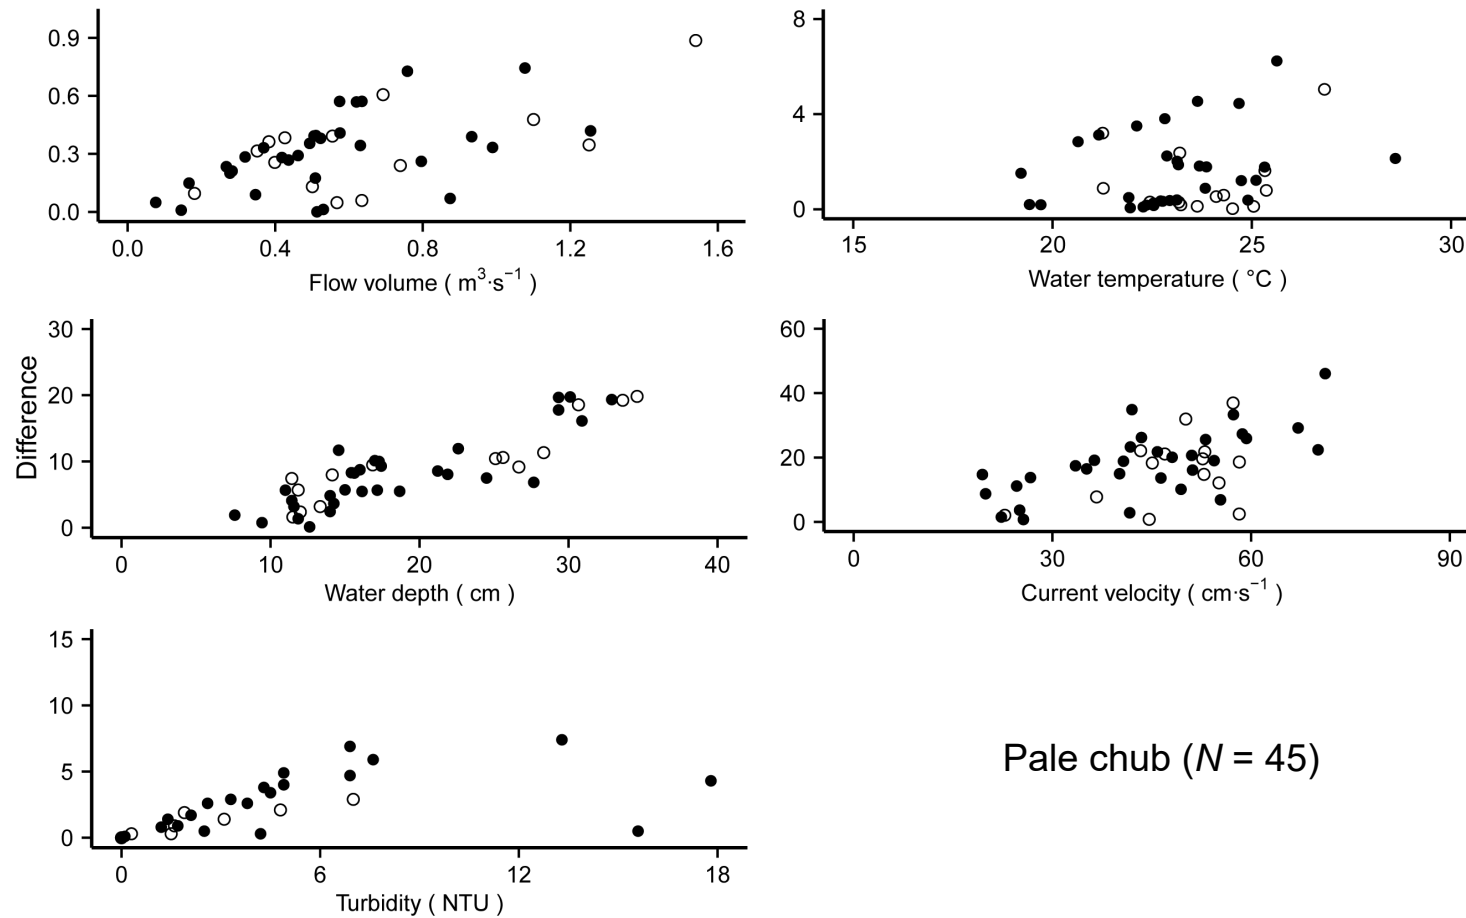 0.9
0.6
0.3
0.0
0.0 0.4 0.8 1.2 1.6
Flow volume ( m³·s⁻¹ )
8
4
0
15 20 25 30
Water temperature ( °C )
Difference
30
20
10
0
0 10 20 30 40
Water depth ( cm )
60
40
20
0
0 30 60 90
Current velocity ( cm·s⁻¹ )
15
10
5
0
0 6 12 18
Turbidity ( NTU )
Pale chub (N = 45)